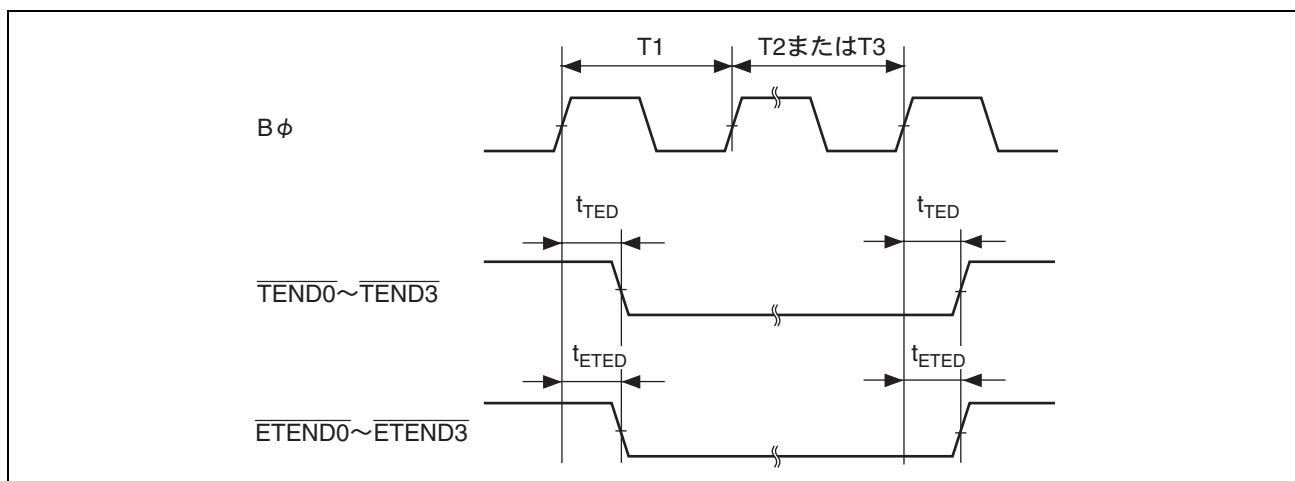 T1 T2またはT3
Bφ
tTED tTED
TEND0～TEND3
tETED tETED
ETEND0～ETEND3